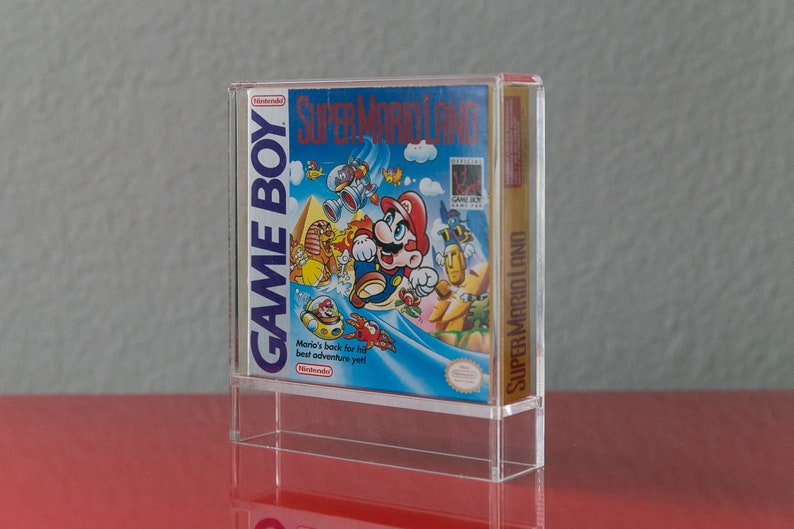 Nintendo
GAME BOY
SUPER MARIO LAND
OFFICIAL
GAME BOY
Mario's back for his
best adventure yet!
Nintendo
Nintendo
SUPER MARIO LAND